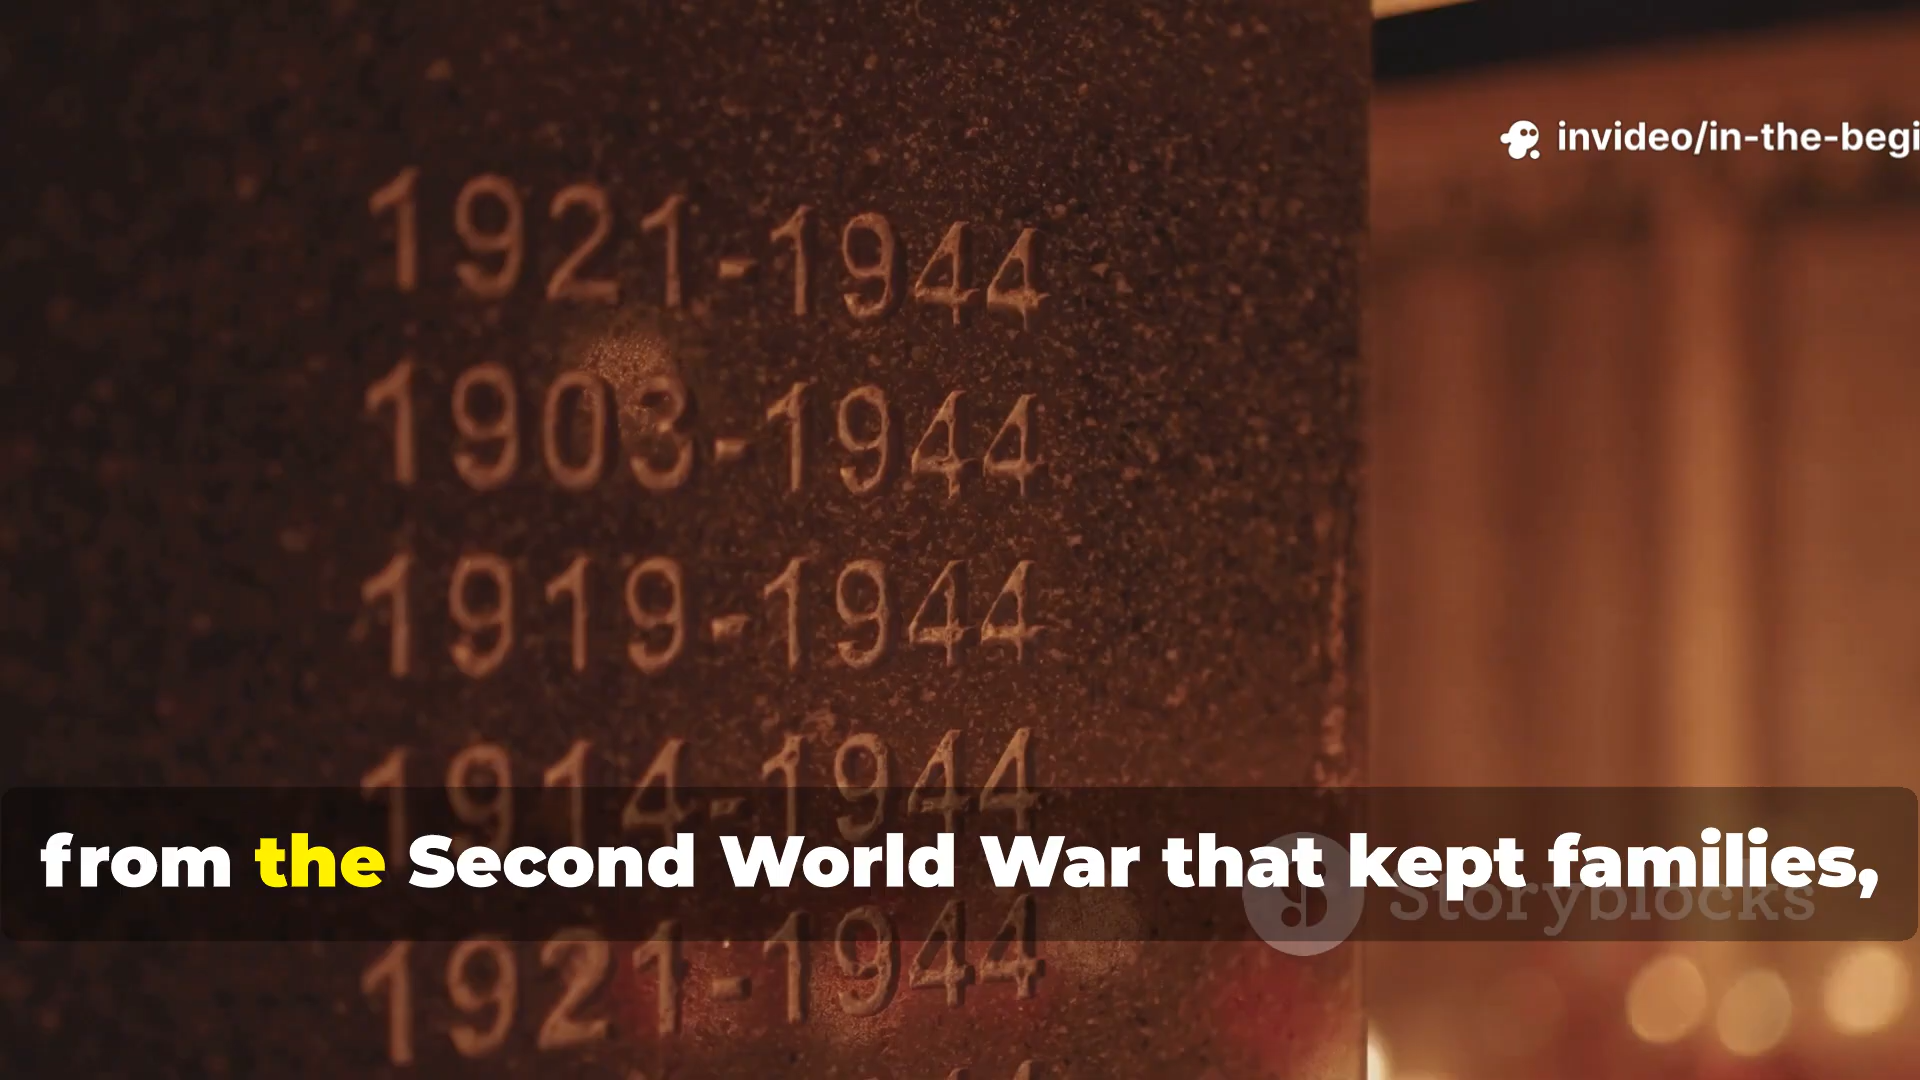 invideo/in-the-begi
1921-1944
1903-1944
1919-1944
1914-1944
from the Second World War that kept families,
Storyblocks
1921-1944